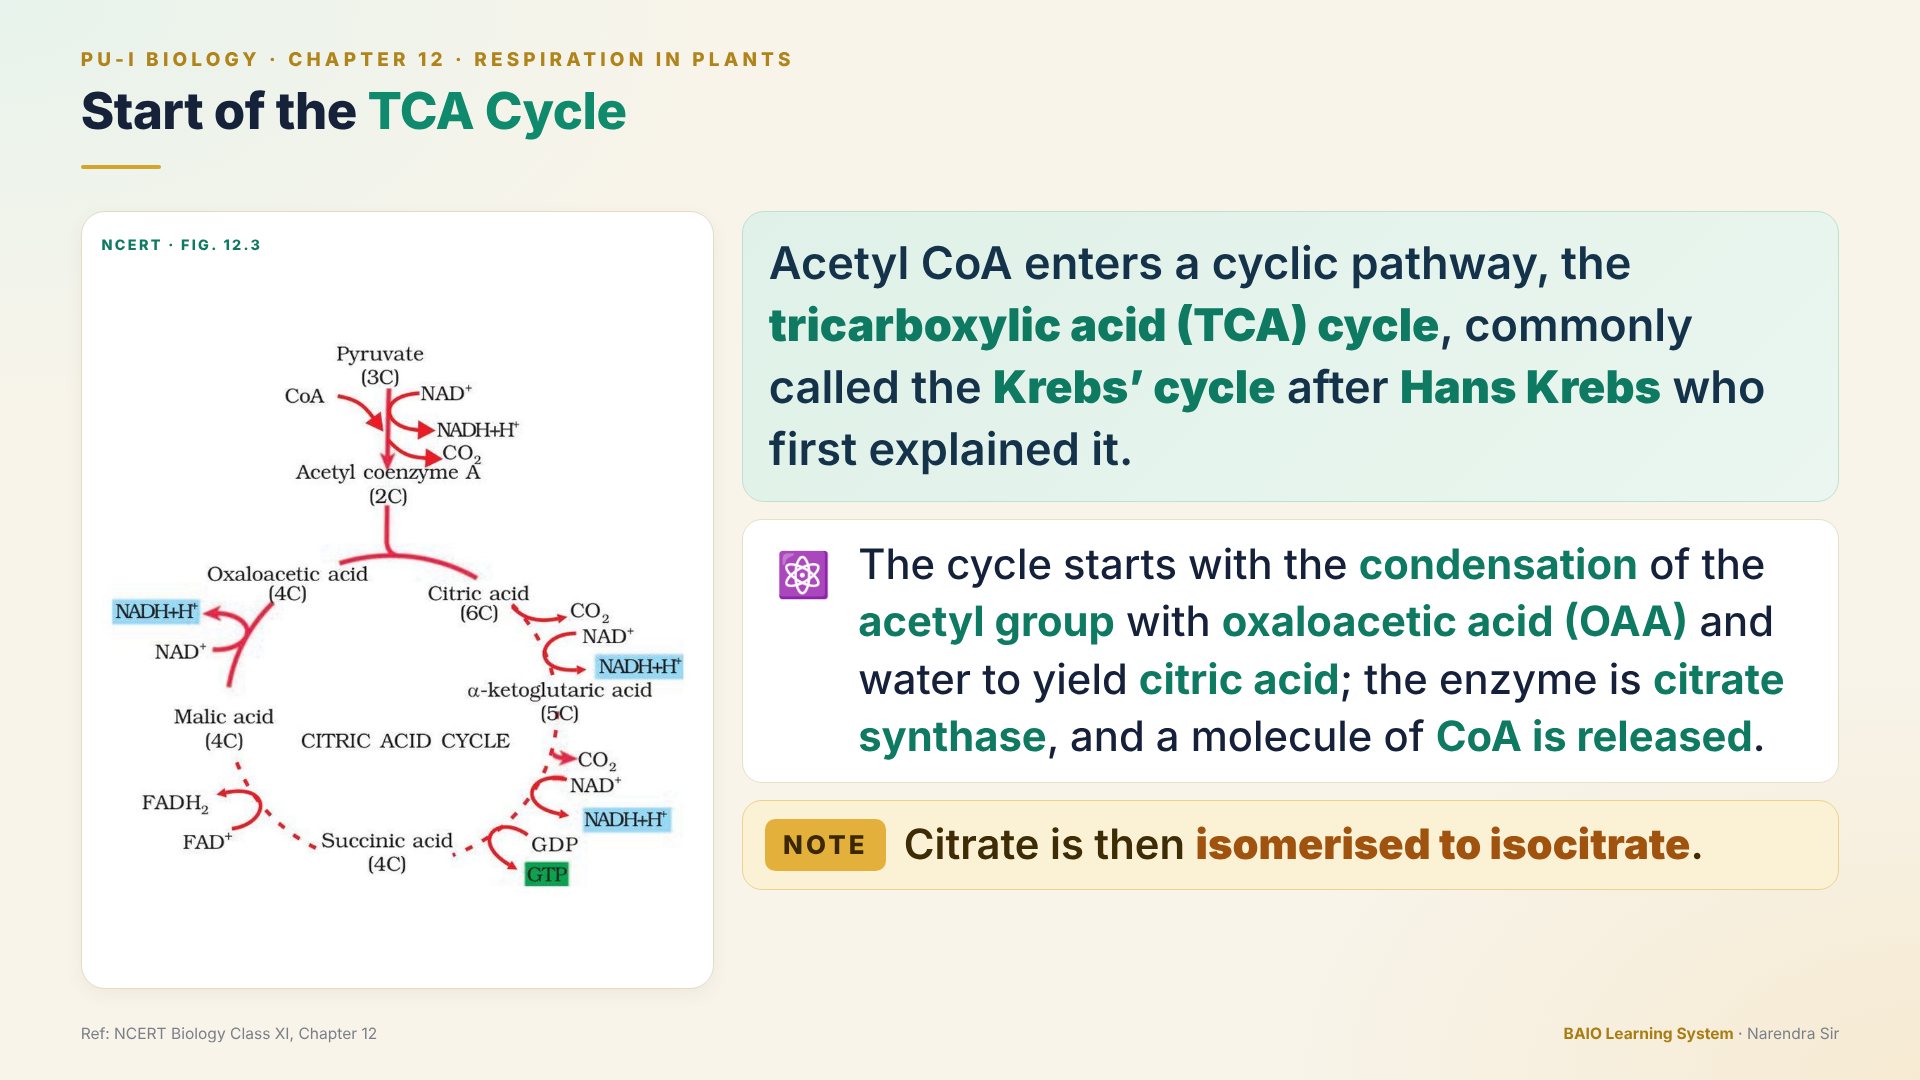 PU-I BIOLOGY · CHAPTER 12 · RESPIRATION IN PLANTS
Start of the TCA Cycle
NCERT · FIG. 12.3
Pyruvate
(3C)
CoA
NAD⁺
NADH+H⁺
CO₂
Acetyl coenzyme A
(2C)
Oxaloacetic acid
(4C)
Citric acid
(6C)
NADH+H⁺
NAD⁺
CO₂
NAD⁺
NADH+H⁺
α-ketoglutaric acid
(5C)
Malic acid
(4C)
CITRIC ACID CYCLE
CO₂
NAD⁺
NADH+H⁺
FADH₂
FAD⁺
Succinic acid
(4C)
GDP
GTP
Acetyl CoA enters a cyclic pathway, the
tricarboxylic acid (TCA) cycle, commonly
called the Krebs’ cycle after Hans Krebs who
first explained it.
The cycle starts with the condensation of the
acetyl group with oxaloacetic acid (OAA) and
water to yield citric acid; the enzyme is citrate
synthase, and a molecule of CoA is released.
NOTE Citrate is then isomerised to isocitrate.
Ref: NCERT Biology Class XI, Chapter 12
BAIO Learning System · Narendra Sir